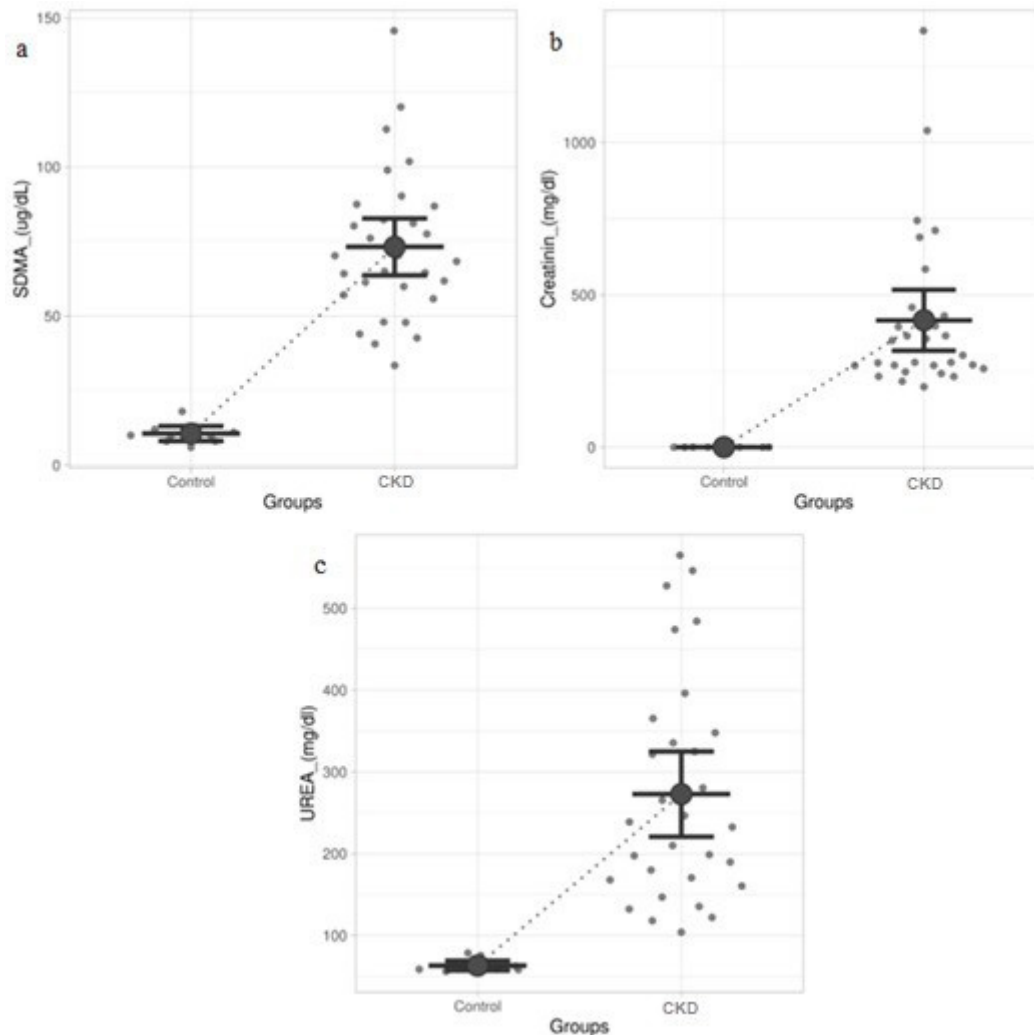 a
150
100
50
0
SDMA_(ug/dL)
Control
CKD
Groups
b
1000
500
0
Creatinin_(mg/dl)
Control
CKD
Groups
c
500
400
300
200
100
UREA_(mg/dl)
Control
CKD
Groups